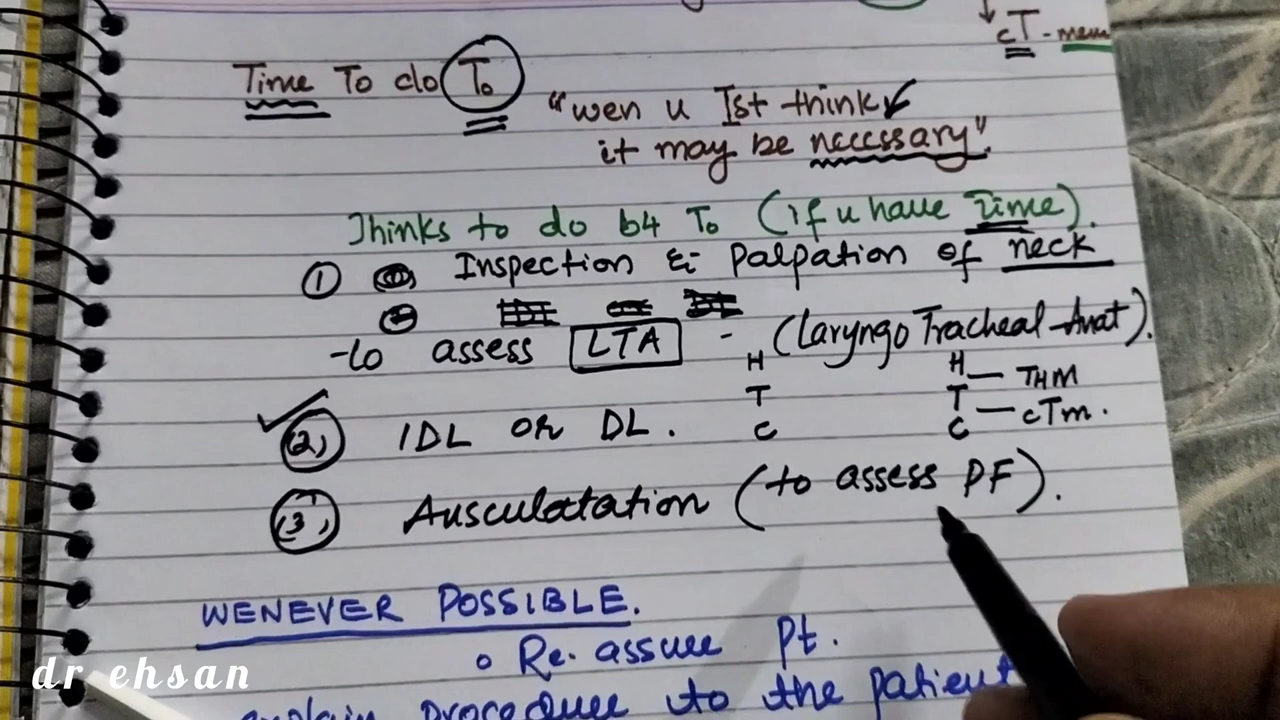 cT - mem
Time To do To
"wen u Ist think
it may be necessary".
Thinks to do b4 To (if u have Time).
① Inspection & Palpation of neck
- to assess LTA - (Laryngo Tracheal Anat).
H H — THM
T T
C C — cTm.
(2) IDL or DL.
(3) Ausculatation (to assess PF).
WENEVER POSSIBLE.
o Re-assure Pt.
explain procedure to the patient
dr ehsan